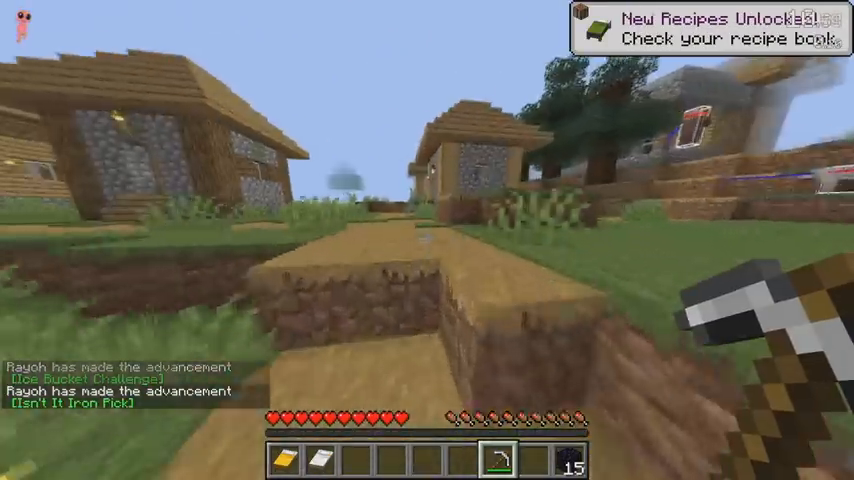 New Recipes Unlocked!
Check your recipe book
Rayoh has made the advancement
[Ice Bucket Challenge]
Rayoh has made the advancement
[Isn't It Iron Pick]
15